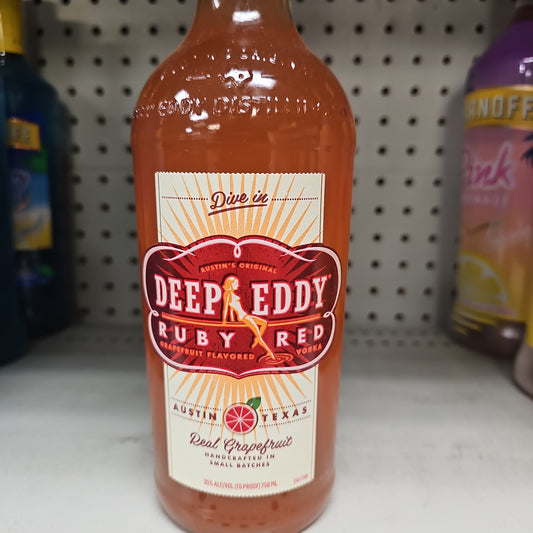 EDDY DISTILL
Dive in
AUSTIN'S ORIGINAL
DEEP EDDY
RUBY RED
GRAPEFRUIT FLAVORED VODKA
AUSTIN TEXAS
Real Grapefruit
HANDCRAFTED IN
SMALL BATCHES
35% ALC/VOL (70 PROOF) 750 ML
ANOFF
Pink